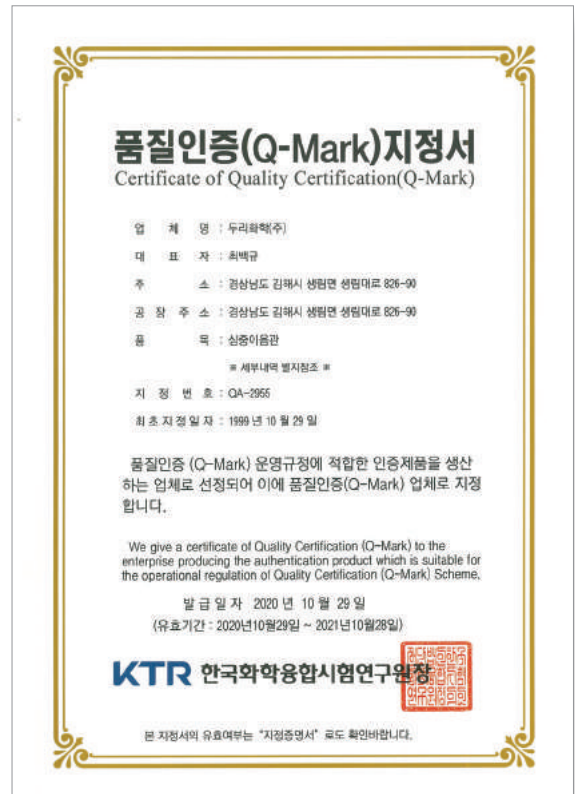 품질인증(Q-Mark)지정서
Certificate of Quality Certification(Q-Mark)
업 체 명 : 두리화학(주)
대 표 자 : 최백규
주 소 : 경상남도 김해시 생림면 생림대로 826-90
공 장 주 소 : 경상남도 김해시 생림면 생림대로 826-90
품 목 : 삼중이음관
※ 세부내역 별지참조 ※
지 정 번 호 : QA-2955
최 초 지 정 일 자 : 1999 년 10 월 29 일
품질인증 (Q-Mark) 운영규정에 적합한 인증제품을 생산
하는 업체로 선정되어 이에 품질인증(Q-Mark) 업체로 지정
합니다.
We give a certificate of Quality Certification (Q-Mark) to the
enterprise producing the authentication product which is suitable for
the operational regulation of Quality Certification (Q-Mark) Scheme.
발 급 일 자 2020 년 10 월 29 일
(유효기간 : 2020년10월29일 ~ 2021년10월28일)
KTR 한국화학융합시험연구원장
본 지정서의 유효여부는 "지정증명서" 로도 확인바랍니다.